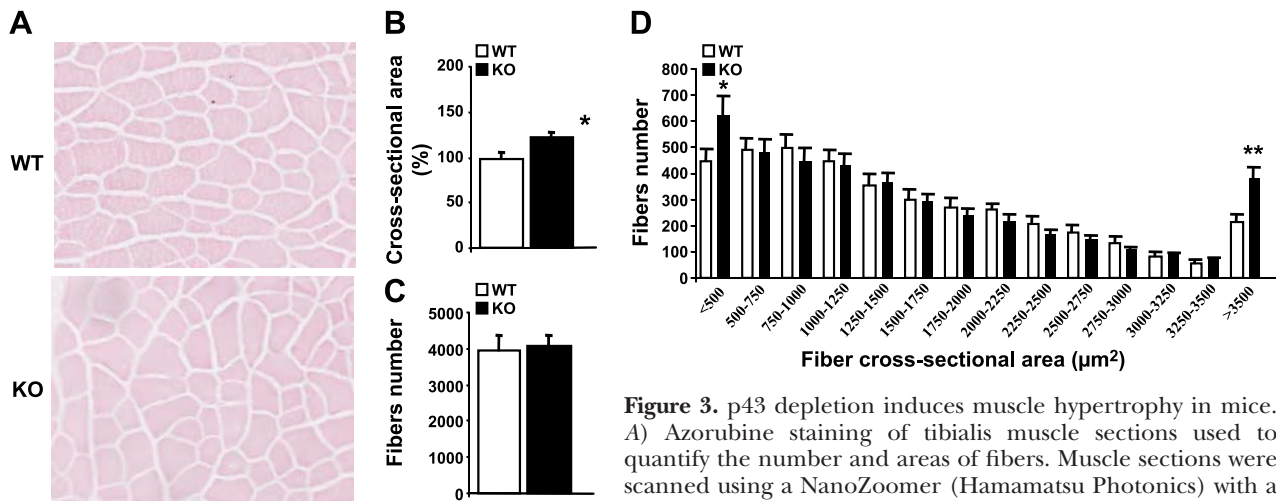 A
WT
KO
B
WT
KO
Cross-sectional area
(%)
200
150
100
50
0
*
C
WT
KO
Fibers number
5000
4000
3000
2000
1000
0
D
WT
KO
Fibers number
800
700
600
500
400
300
200
100
0
*
**
<500
500-750
750-1000
1000-1250
1250-1500
1500-1750
1750-2000
2000-2250
2250-2500
2500-2750
2750-3000
3000-3250
3250-3500
>3500
Fiber cross-sectional area (µm²)
Figure 3. p43 depletion induces muscle hypertrophy in mice.
A) Azorubine staining of tibialis muscle sections used to
quantify the number and areas of fibers. Muscle sections were
scanned using a NanoZoomer (Hamamatsu Photonics) with a